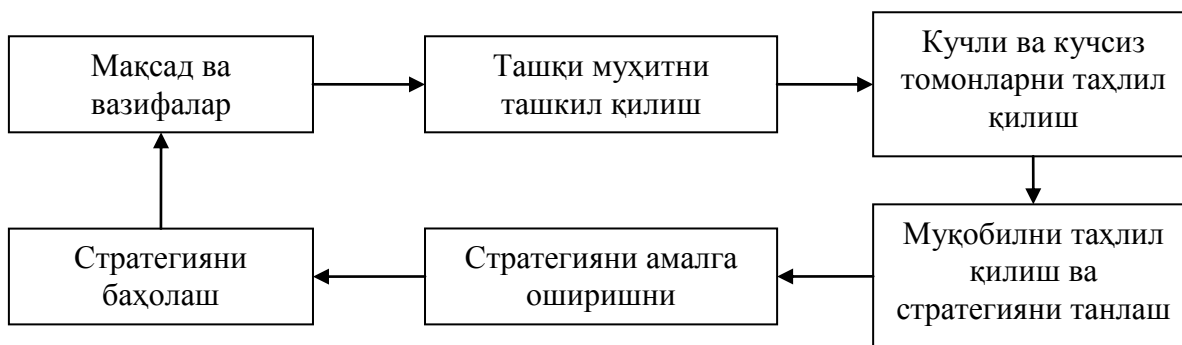 Мақсад ва
вазифалар
Ташқи муҳитни
ташкил қилиш
Кучли ва кучсиз
томонларни таҳлил
қилиш
Муқобилни таҳлил
қилиш ва
стратегияни танлаш
Стратегияни амалга
оширишни
Стратегияни
баҳолаш